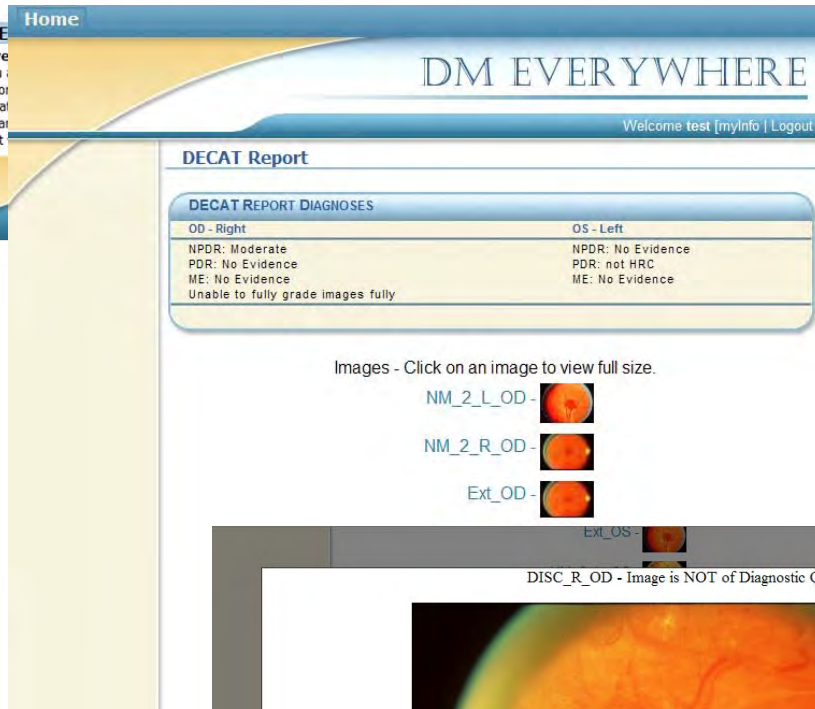 Home
DM EVERYWHERE
Welcome test [myInfo | Logout
DECAT Report
DECAT REPORT DIAGNOSES
OD - Right OS - Left
NPDR: Moderate NPDR: No Evidence
PDR: No Evidence PDR: not HRC
ME: No Evidence ME: No Evidence
Unable to fully grade images fully
Images - Click on an image to view full size.
NM_2_L_OD -
NM_2_R_OD -
Ext_OD -
Ext_OS -
DISC_R_OD - Image is NOT of Diagnostic